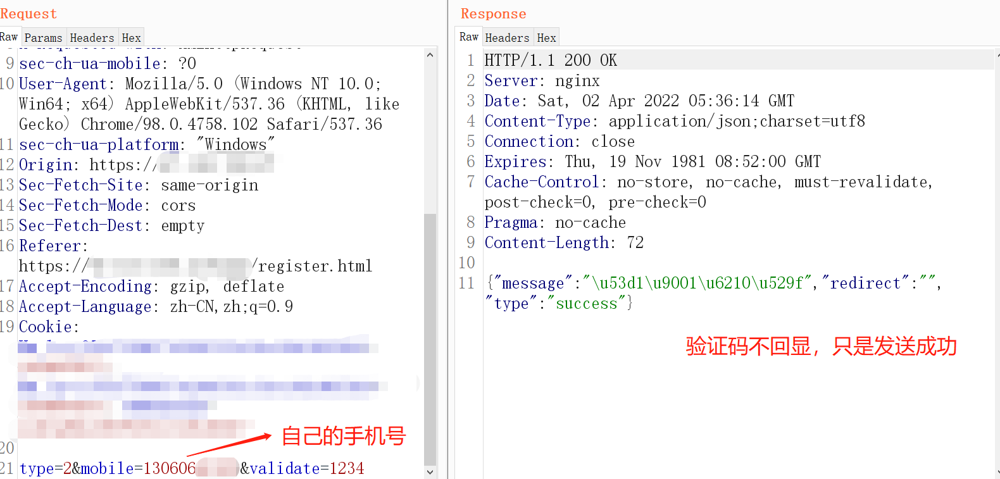 Request
Raw Params Headers Hex
9 sec-ch-ua-mobile: ?0
10 User-Agent: Mozilla/5.0 (Windows NT 10.0;
Win64; x64) AppleWebKit/537.36 (KHTML, like
Gecko) Chrome/98.0.4758.102 Safari/537.36
11 sec-ch-ua-platform: "Windows"
12 Origin: https://
13 Sec-Fetch-Site: same-origin
14 Sec-Fetch-Mode: cors
15 Sec-Fetch-Dest: empty
16 Referer:
https:// /register.html
17 Accept-Encoding: gzip, deflate
18 Accept-Language: zh-CN,zh;q=0.9
19 Cookie:
自己的手机号
20
21 type=2&mobile=130606 &validate=1234
Response
Raw Headers Hex
1 HTTP/1.1 200 OK
2 Server: nginx
3 Date: Sat, 02 Apr 2022 05:36:14 GMT
4 Content-Type: application/json;charset=utf8
5 Connection: close
6 Expires: Thu, 19 Nov 1981 08:52:00 GMT
7 Cache-Control: no-store, no-cache, must-revalidate,
post-check=0, pre-check=0
8 Pragma: no-cache
9 Content-Length: 72
10
11 {"message":"\u53d1\u9001\u6210\u529f","redirect":"",
"type":"success"}
验证码不回显，只是发送成功